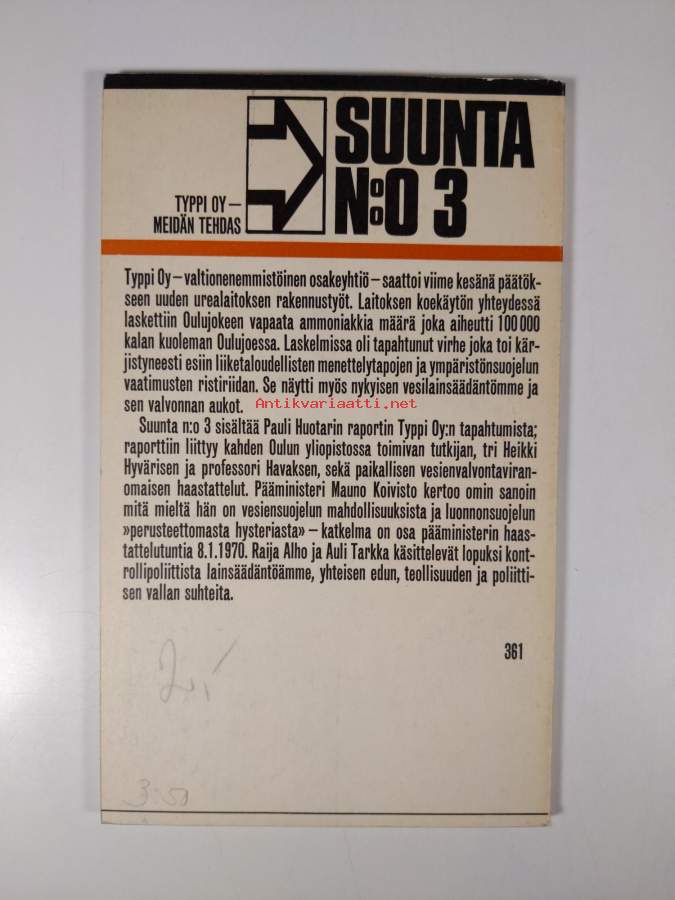 SUUNTA
N:o 3
TYPPI OY –
MEIDÄN TEHDAS
Typpi Oy – valtionenemmistöinen osakeyhtiö – saattoi viime kesänä päätök-
seen uuden urealaitoksen rakennustyöt. Laitoksen koekäytön yhteydessä
laskettiin Oulujokeen vapaata ammoniakkia määrä joka aiheutti 100 000
kalan kuoleman Oulujoessa. Laskelmissa oli tapahtunut virhe joka toi kär-
jistyneesti esiin liiketaloudellisten menettelytapojen ja ympäristönsuojelun
vaatimusten ristiriidan. Se näytti myös nykyisen vesilainsäädäntömme ja
sen valvonnan aukot.
Antikvariaatti.net
Suunta n:o 3 sisältää Pauli Huotarin raportin Typpi Oy:n tapahtumista;
raporttiin liittyy kahden Oulun yliopistossa toimivan tutkijan, tri Heikki
Hyvärisen ja professori Havaksen, sekä paikallisen vesienvalvontaviran-
omaisen haastattelut. Pääministeri Mauno Koivisto kertoo omin sanoin
mitä mieltä hän on vesiensuojelun mahdollisuuksista ja luonnonsuojelun
»perusteettomasta hysteriasta» – katkelma on osa pääministerin haas-
tattelutuntia 8.1.1970. Raija Alho ja Auli Tarkka käsittelevät lopuksi kont-
rollipoliittista lainsäädäntöämme, yhteisen edun, teollisuuden ja poliitti-
sen vallan suhteita.
361
3:50